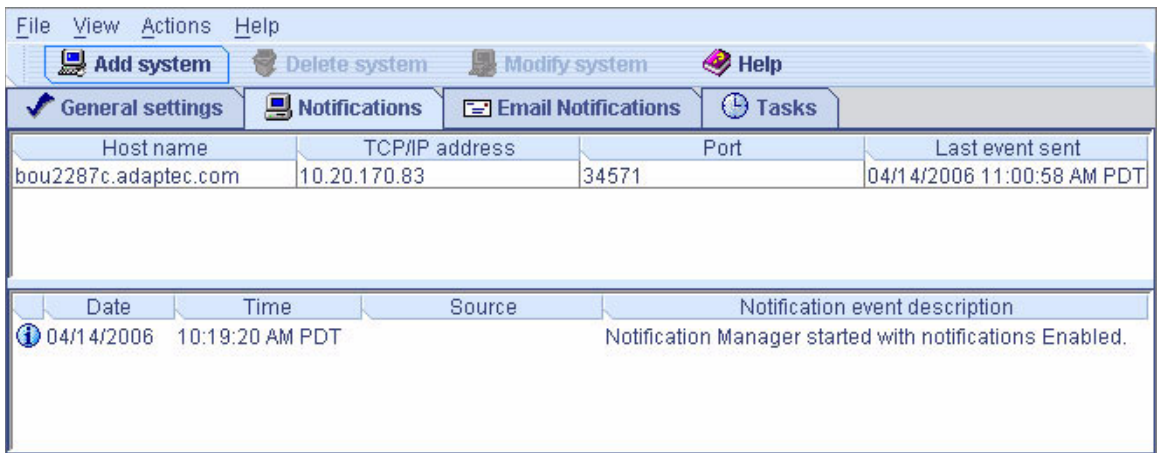 File View Actions Help
Add system Delete system Modify system Help
General settings Notifications Email Notifications Tasks
Host name TCP/IP address Port Last event sent
bou2287c.adaptec.com 10.20.170.83 34571 04/14/2006 11:00:58 AM PDT
Date Time Source Notification event description
04/14/2006 10:19:20 AM PDT Notification Manager started with notifications Enabled.